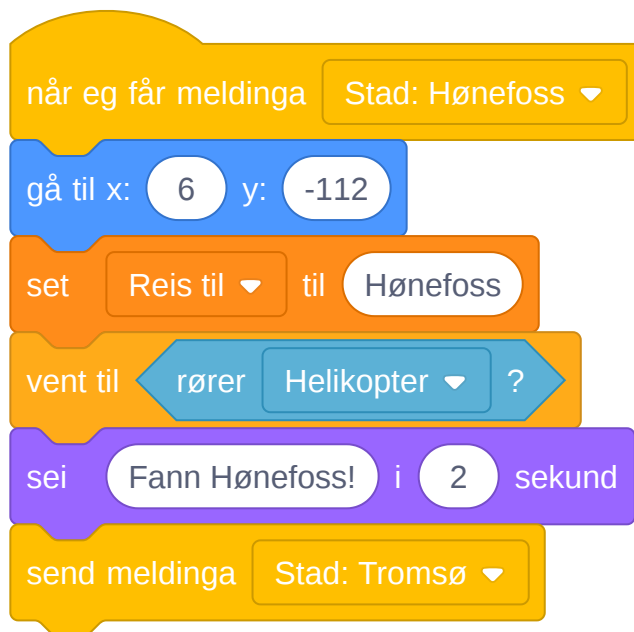 når eg får meldinga Stad: Hønefoss
gå til x: 6 y: -112
set Reis til til Hønefoss
vent til rører Helikopter ?
sei Fann Hønefoss! i 2 sekund
send meldinga Stad: Tromsø